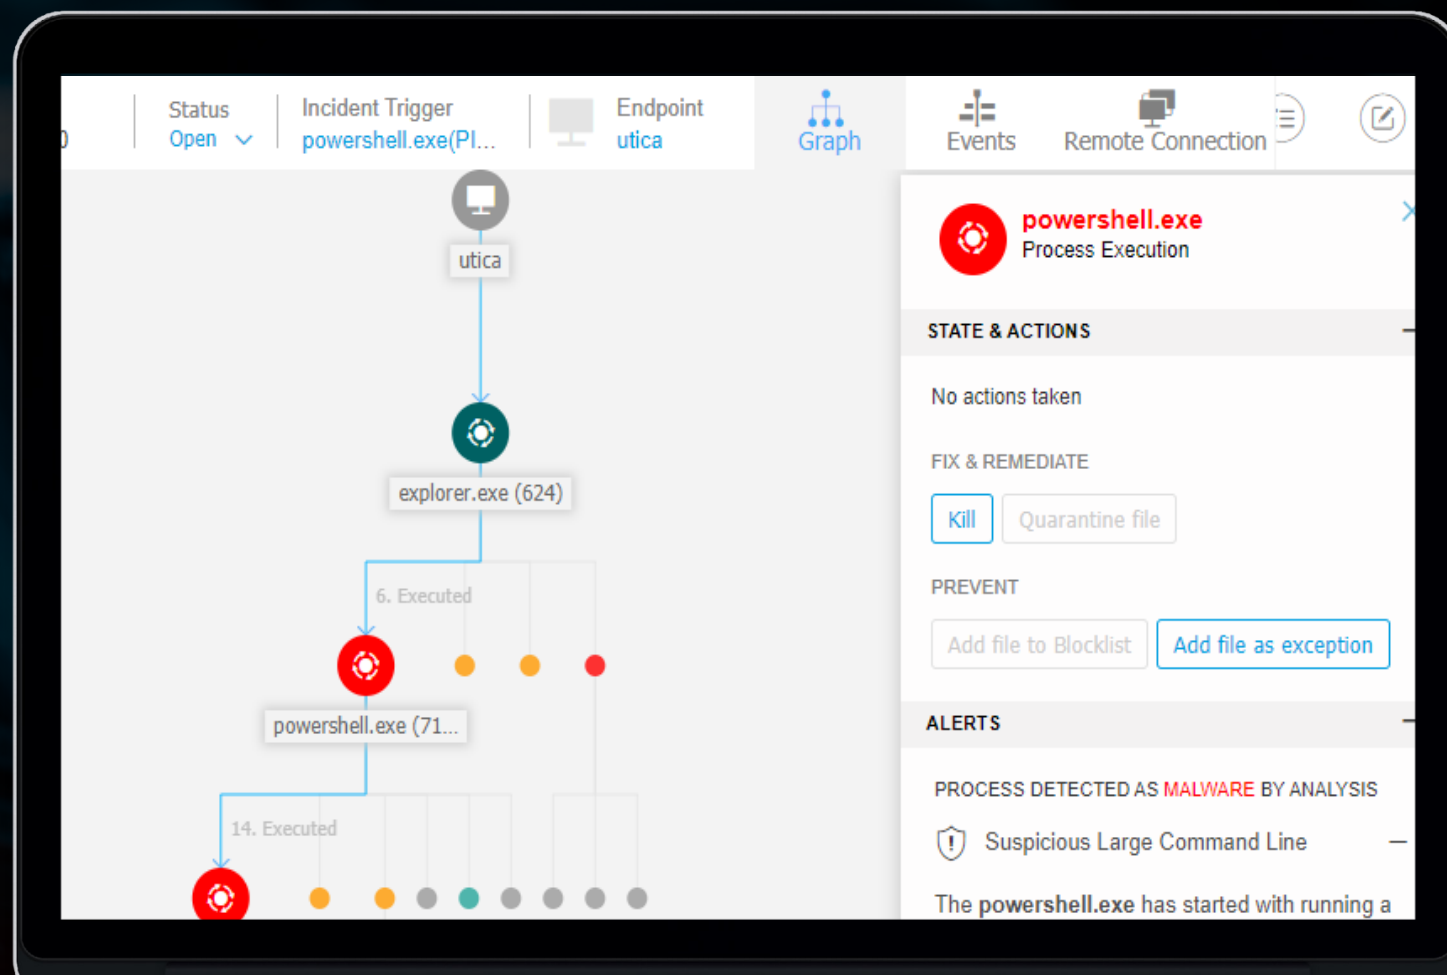 Status
Open
Incident Trigger
powershell.exe(Pl...
Endpoint
utica
Graph
Events
Remote Connection
utica
explorer.exe (624)
6. Executed
powershell.exe (71...
14. Executed
powershell.exe
Process Execution
STATE & ACTIONS
No actions taken
FIX & REMEDIATE
Kill
Quarantine file
PREVENT
Add file to Blocklist
Add file as exception
ALERTS
PROCESS DETECTED AS MALWARE BY ANALYSIS
Suspicious Large Command Line
The powershell.exe has started with running a